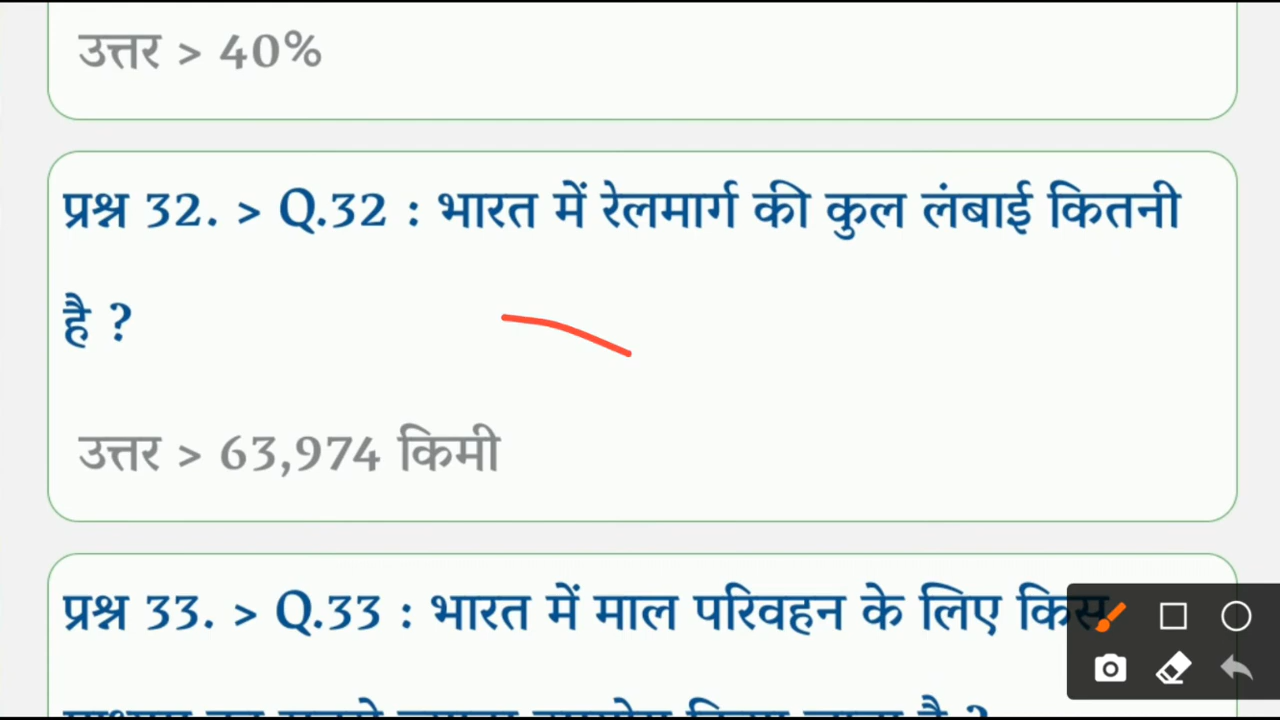 उत्तर > 40%
प्रश्न 32. > Q.32 : भारत में रेलमार्ग की कुल लंबाई कितनी
है ?
उत्तर > 63,974 किमी
प्रश्न 33. > Q.33 : भारत में माल परिवहन के लिए किस